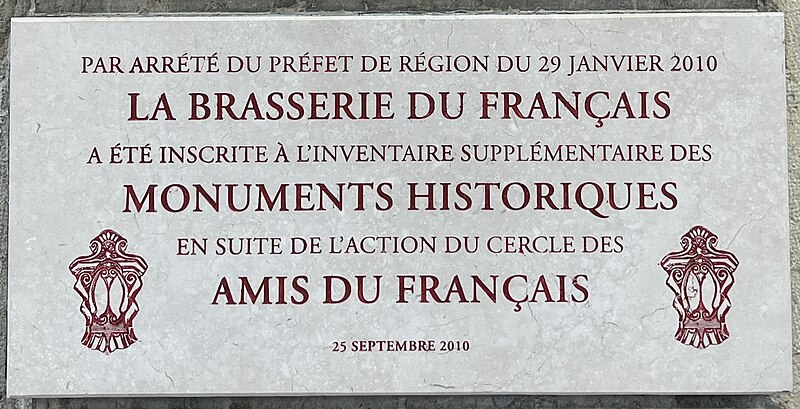 PAR ARRÉTÉ DU PRÉFET DE RÉGION DU 29 JANVIER 2010
LA BRASSERIE DU FRANÇAIS
A ÉTÉ INSCRITE À L'INVENTAIRE SUPPLÉMENTAIRE DES
MONUMENTS HISTORIQUES
EN SUITE DE L'ACTION DU CERCLE DES
AMIS DU FRANÇAIS
25 SEPTEMBRE 2010